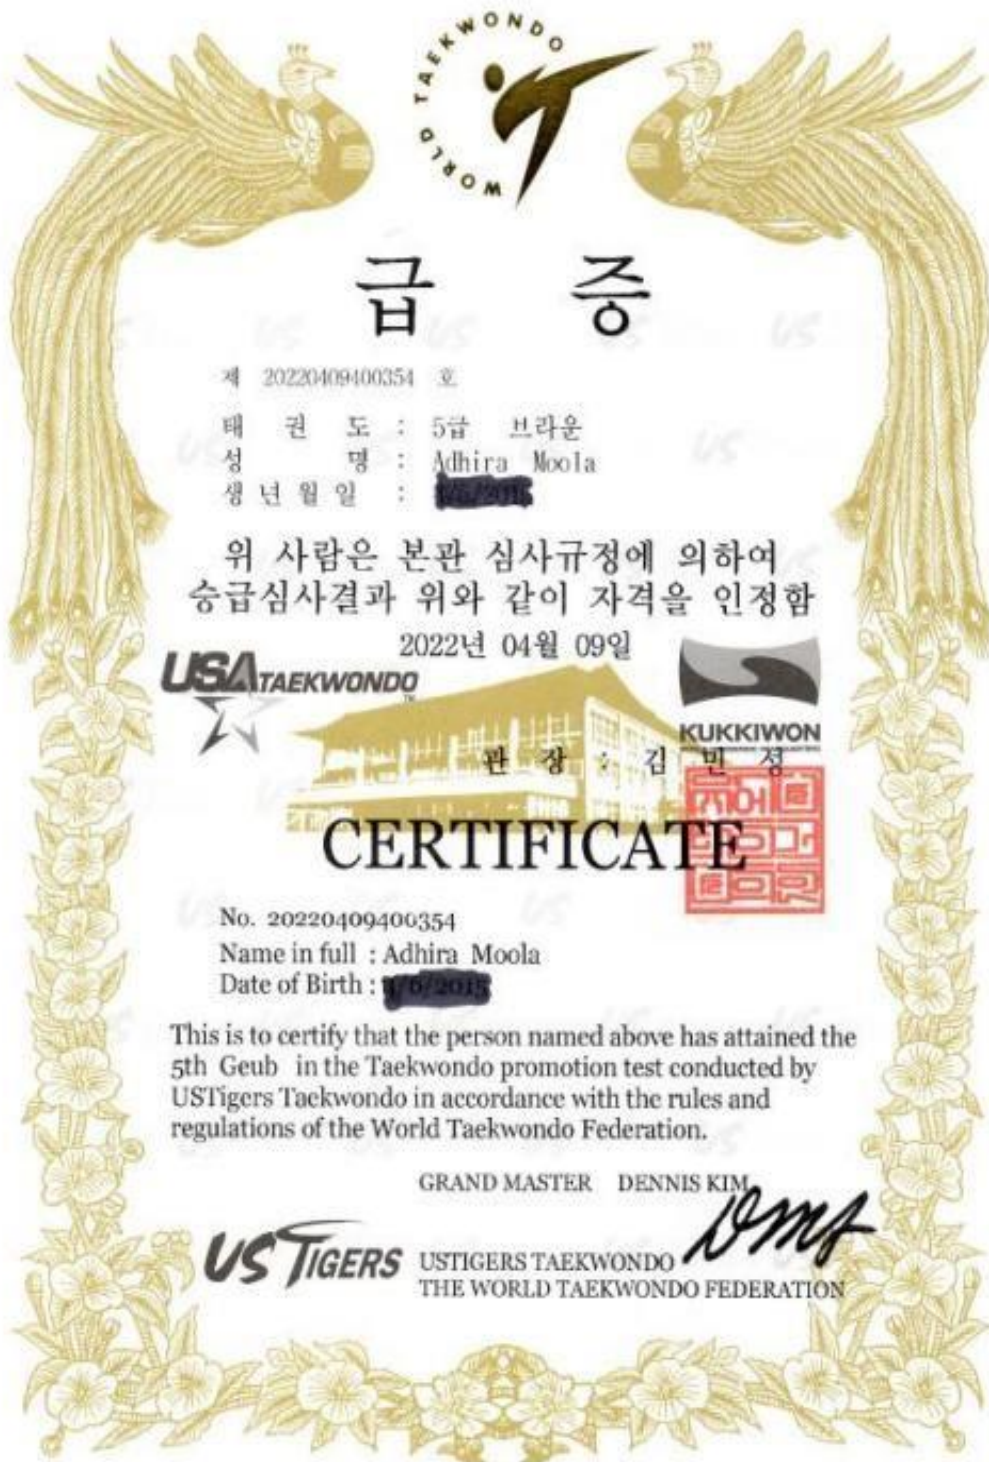 WORLD TAEKWONDO
급 증
제 20220409400354 호
태 권 도 : 5급 브라운
성 명 : Adhira Moola
생년월일 :
위 사람은 본관 심사규정에 의하여
승급심사결과 위와 같이 자격을 인정함
2022년 04월 09일
USA TAEKWONDO
KUKKIWON
관 장 : 김 민 성
CERTIFICATE
No. 20220409400354
Name in full : Adhira Moola
Date of Birth :
This is to certify that the person named above has attained the
5th Geub in the Taekwondo promotion test conducted by
USTigers Taekwondo in accordance with the rules and
regulations of the World Taekwondo Federation.
GRAND MASTER DENNIS KIM
US TIGERS
USTIGERS TAEKWONDO
THE WORLD TAEKWONDO FEDERATION